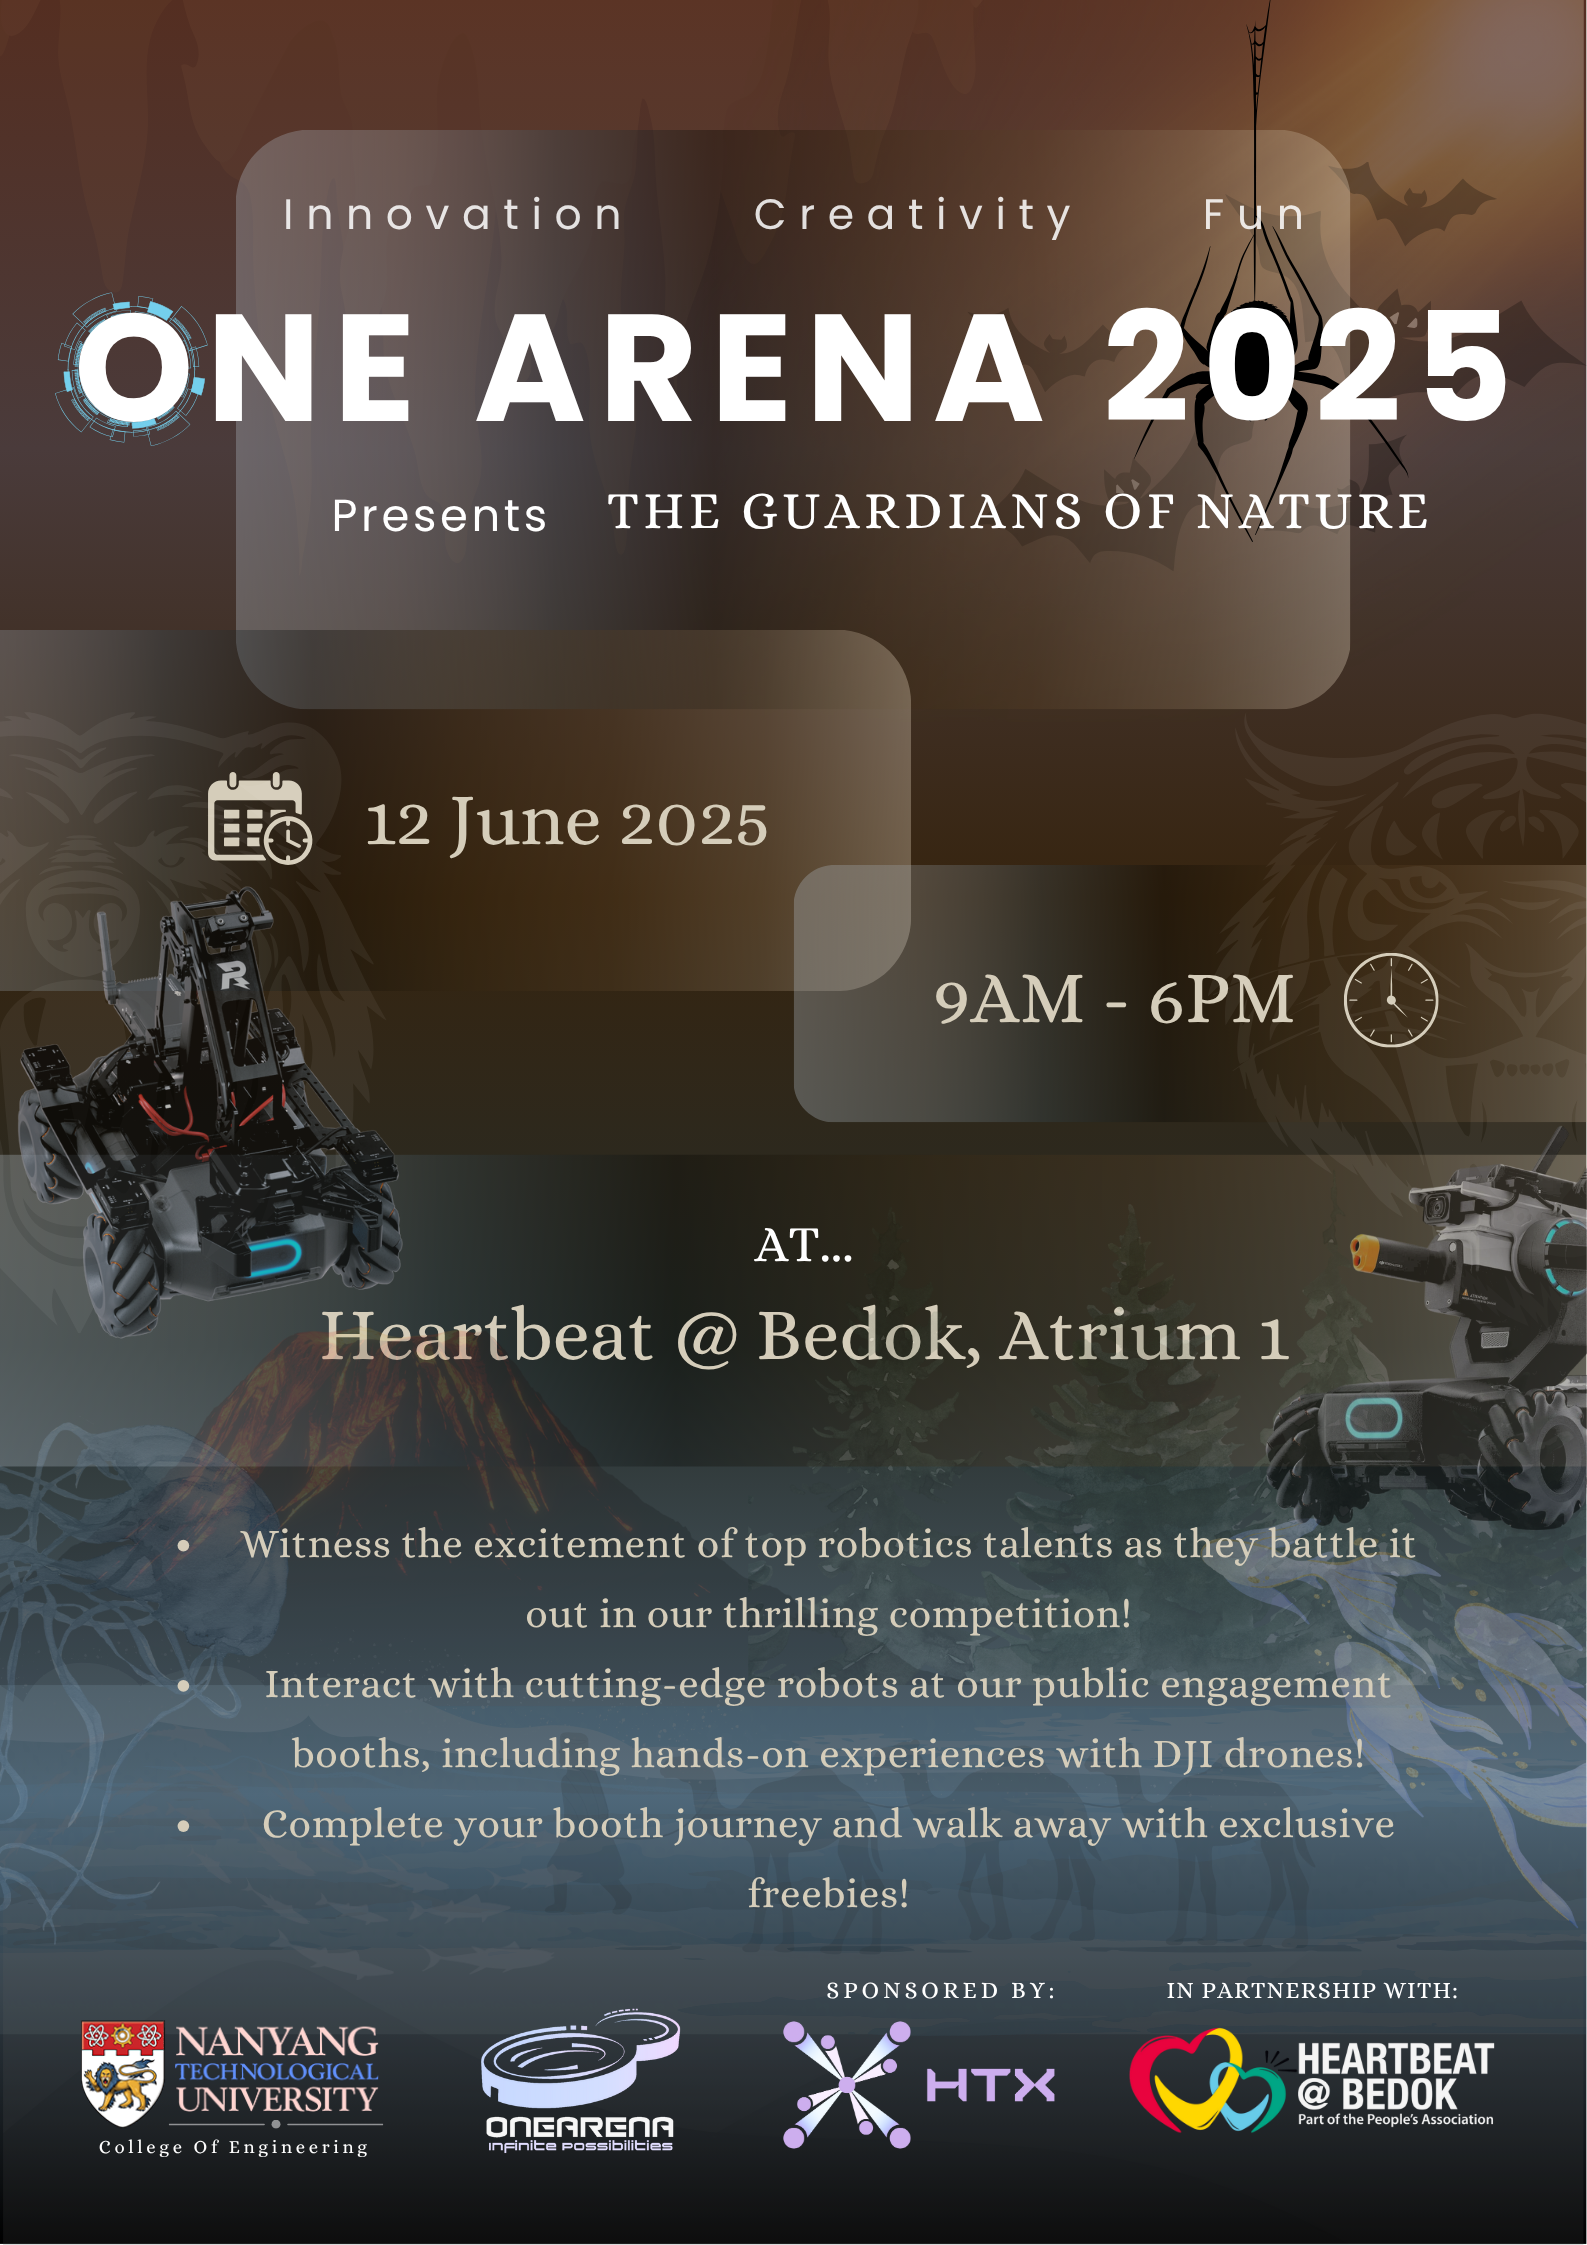 Innovation Creativity Fun
ONE ARENA 2025
Presents THE GUARDIANS OF NATURE
12 June 2025
9AM - 6PM
AT...
Heartbeat @ Bedok, Atrium 1
• Witness the excitement of top robotics talents as they battle it
out in our thrilling competition!
• Interact with cutting-edge robots at our public engagement
booths, including hands-on experiences with DJI drones!
• Complete your booth journey and walk away with exclusive
freebies!
SPONSORED BY:
IN PARTNERSHIP WITH:
NANYANG
TECHNOLOGICAL
UNIVERSITY
College Of Engineering
ONEARENA
infinite possibilities
HTX
HEARTBEAT
@ BEDOK
Part of the People's Association